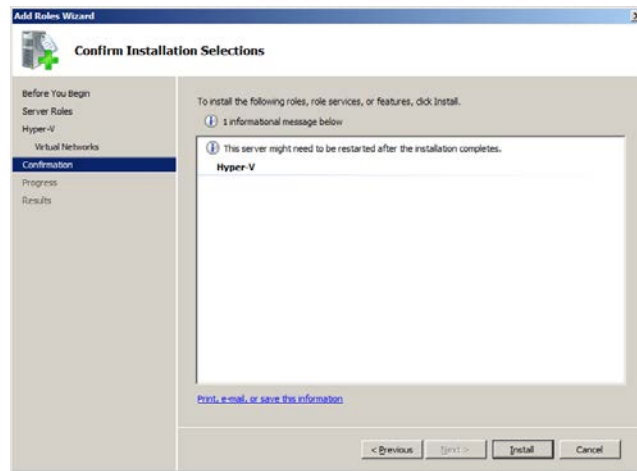 Add Roles Wizard
Confirm Installation Selections
Before You Begin
Server Roles
Hyper-V
Virtual Networks
Confirmation
Progress
Results
To install the following roles, role services, or features, click Install.
1 informational message below
This server might need to be restarted after the installation completes.
Hyper-V
Print, e-mail, or save this information
< Previous
Next >
Install
Cancel